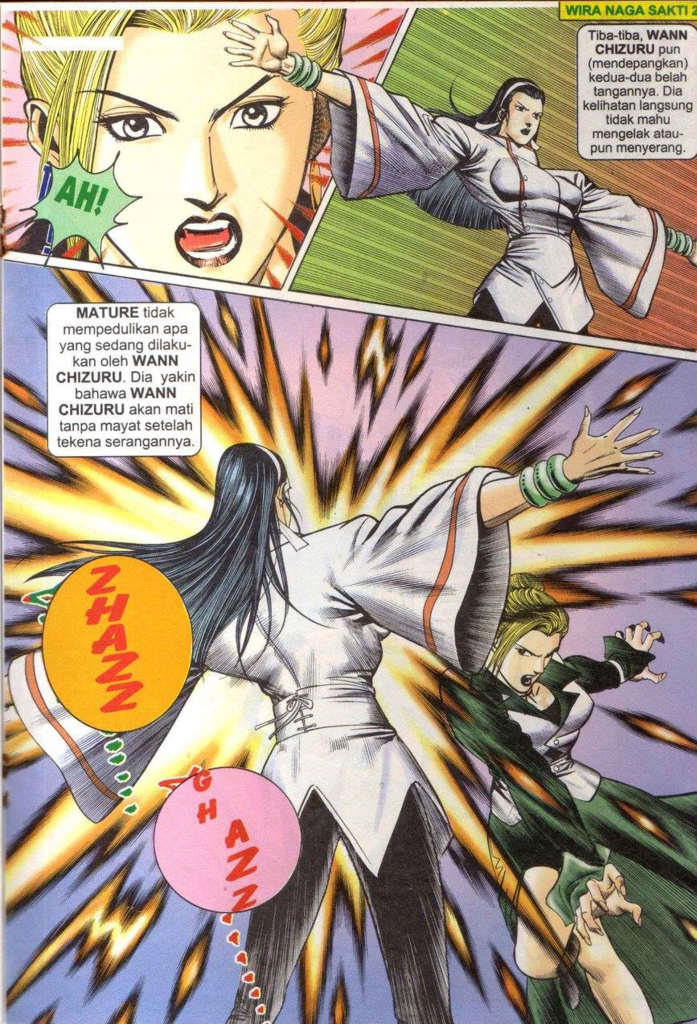 WIRA NAGA SAKTI 2
Tiba-tiba, WANN
CHIZURU pun
(mendepangkan)
kedua-dua belah
tangannya. Dia
kelihatan langsung
tidak mahu
mengelak atau-
pun menyerang.
AH!
MATURE tidak
mempedulikan apa
yang sedang dilaku-
kan oleh WANN
CHIZURU. Dia yakin
bahawa WANN
CHIZURU akan mati
tanpa mayat setelah
tekena serangannya.
ZHAZZ
GHAZZ